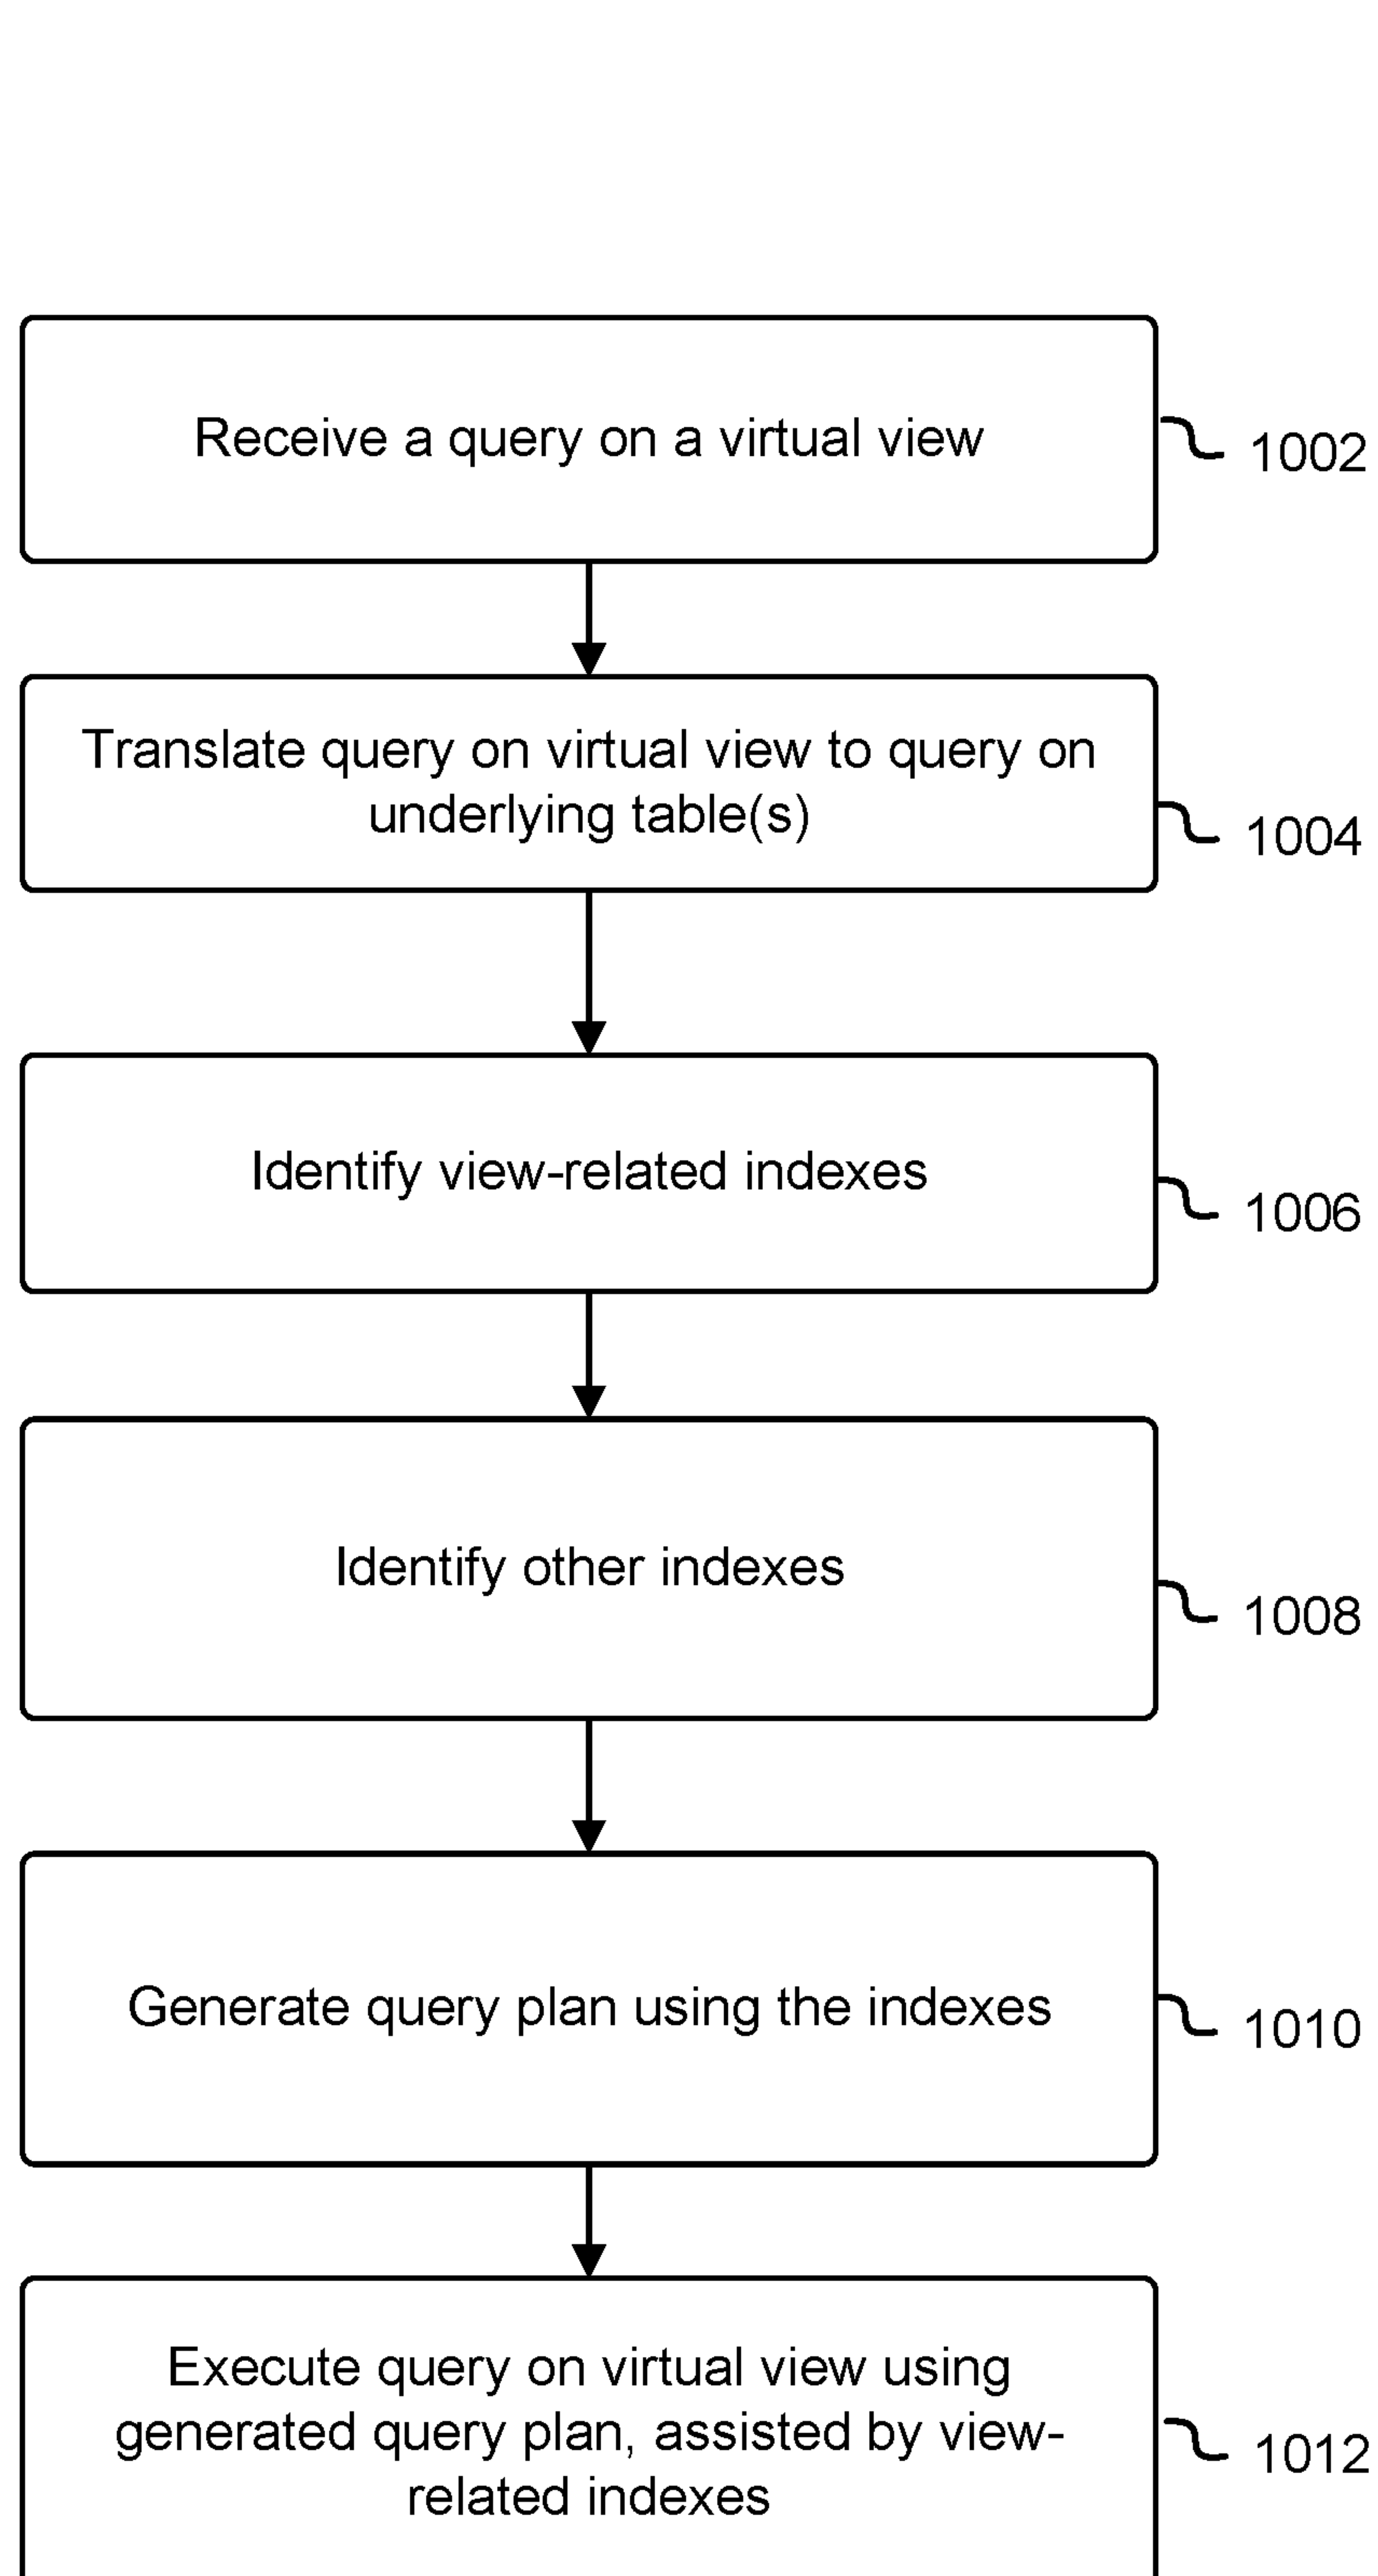 Receive a query on a virtual view
1002
Translate query on virtual view to query on
underlying table(s)
1004
Identify view-related indexes
1006
Identify other indexes
1008
Generate query plan using the indexes
1010
Execute query on virtual view using
generated query plan, assisted by view-
related indexes
1012